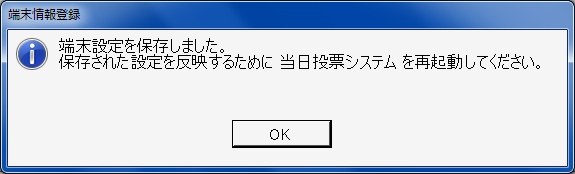 端末情報登録
端末設定を保存しました。
保存された設定を反映するために 当日投票システム を再起動してください。
OK